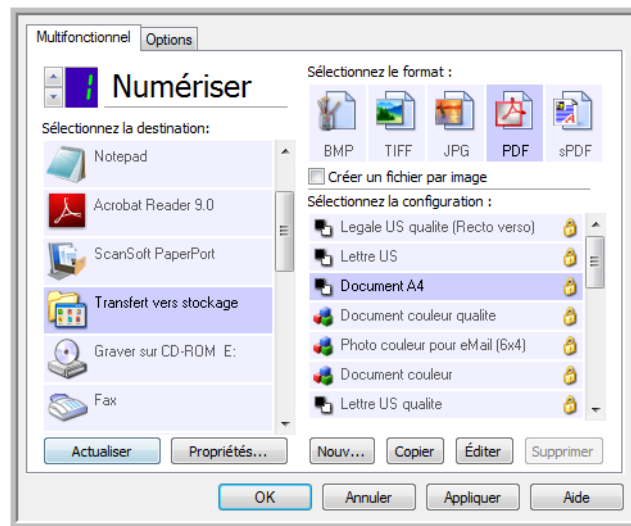 Multifonctionnel Options
1 Numériser
Sélectionnez la destination:
Notepad
Acrobat Reader 9.0
ScanSoft PaperPort
Transfert vers stockage
Graver sur CD-ROM E:
Fax
Actualiser Propriétés...
Sélectionnez le format :
BMP TIFF JPG PDF sPDF
Créer un fichier par image
Sélectionnez la configuration :
Legale US qualite (Recto verso)
Lettre US
Document A4
Document couleur qualite
Photo couleur pour eMail (6x4)
Document couleur
Lettre US qualite
Nouv... Copier Éditer Supprimer
OK Annuler Appliquer Aide